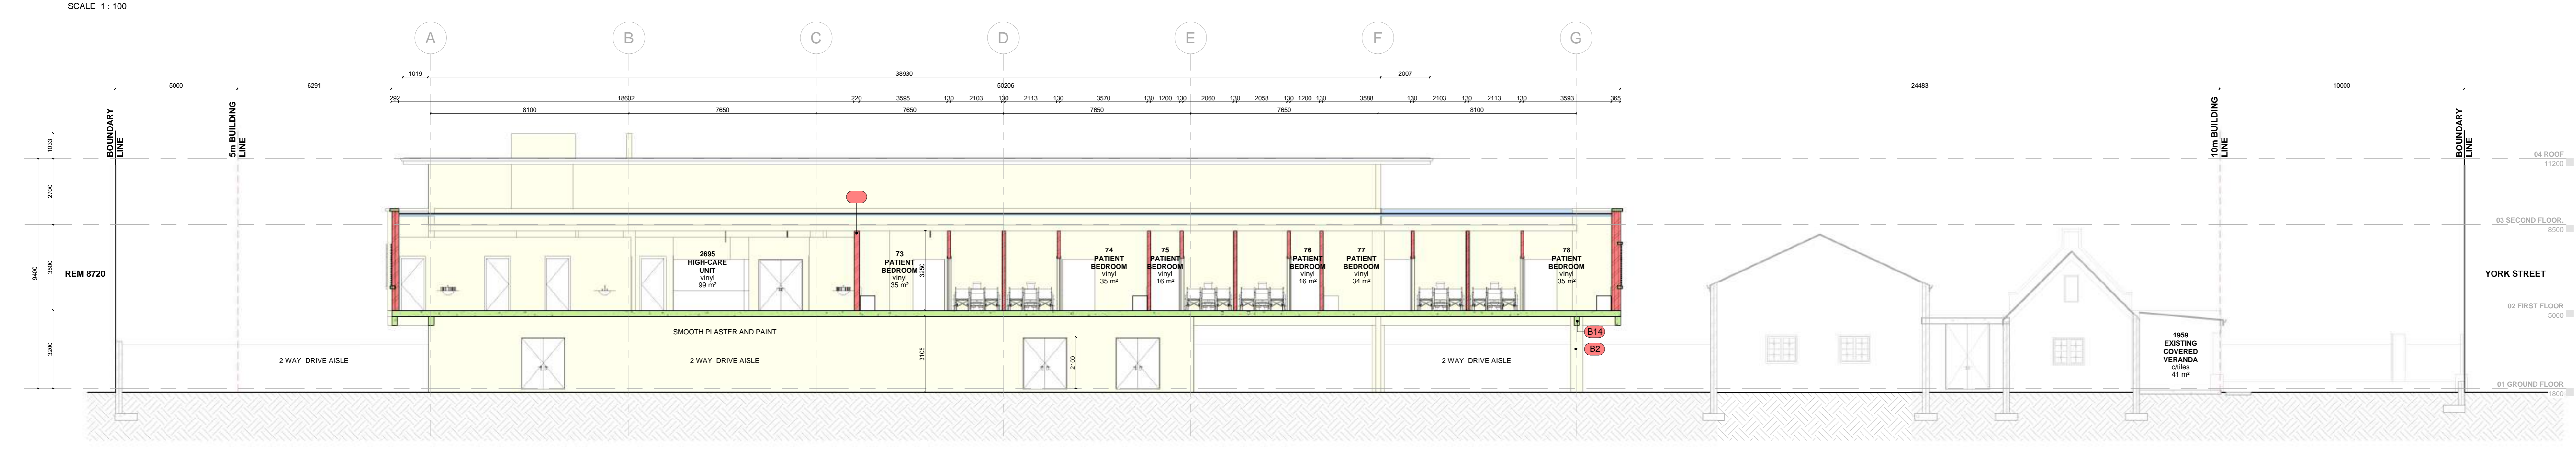 SCALE 1 : 100
A B C D E F G
1019 38930 2007
5000 6291 50206 24483 10000
292 18602 220 3595 130 2103 130 2113 130 3570 130 1200 130 2060 130 2058 130 1200 130 3588 130 2103 130 2113 130 3593 365
8100 7650 7650 7650 7650 7650 8100
BOUNDARY
LINE
5m BUILDING
LINE
10m BUILDING
LINE
BOUNDARY
LINE
1033
2700
3500
3200
9400
04 ROOF
11200
03 SECOND FLOOR.
8500
02 FIRST FLOOR
5000
01 GROUND FLOOR
1800
REM 8720
YORK STREET
2695
HIGH-CARE
UNIT
vinyl
99 m²
73
PATIENT
BEDROOM
vinyl
35 m²
3250
74
PATIENT
BEDROOM
vinyl
35 m²
75
PATIENT
BEDROOM
vinyl
16 m²
76
PATIENT
BEDROOM
vinyl
16 m²
77
PATIENT
BEDROOM
vinyl
34 m²
78
PATIENT
BEDROOM
vinyl
35 m²
SMOOTH PLASTER AND PAINT
B14
B2
2 WAY- DRIVE AISLE
2 WAY- DRIVE AISLE
3105
2100
2 WAY- DRIVE AISLE
1959
EXISTING
COVERED
VERANDA
c/tiles
41 m²